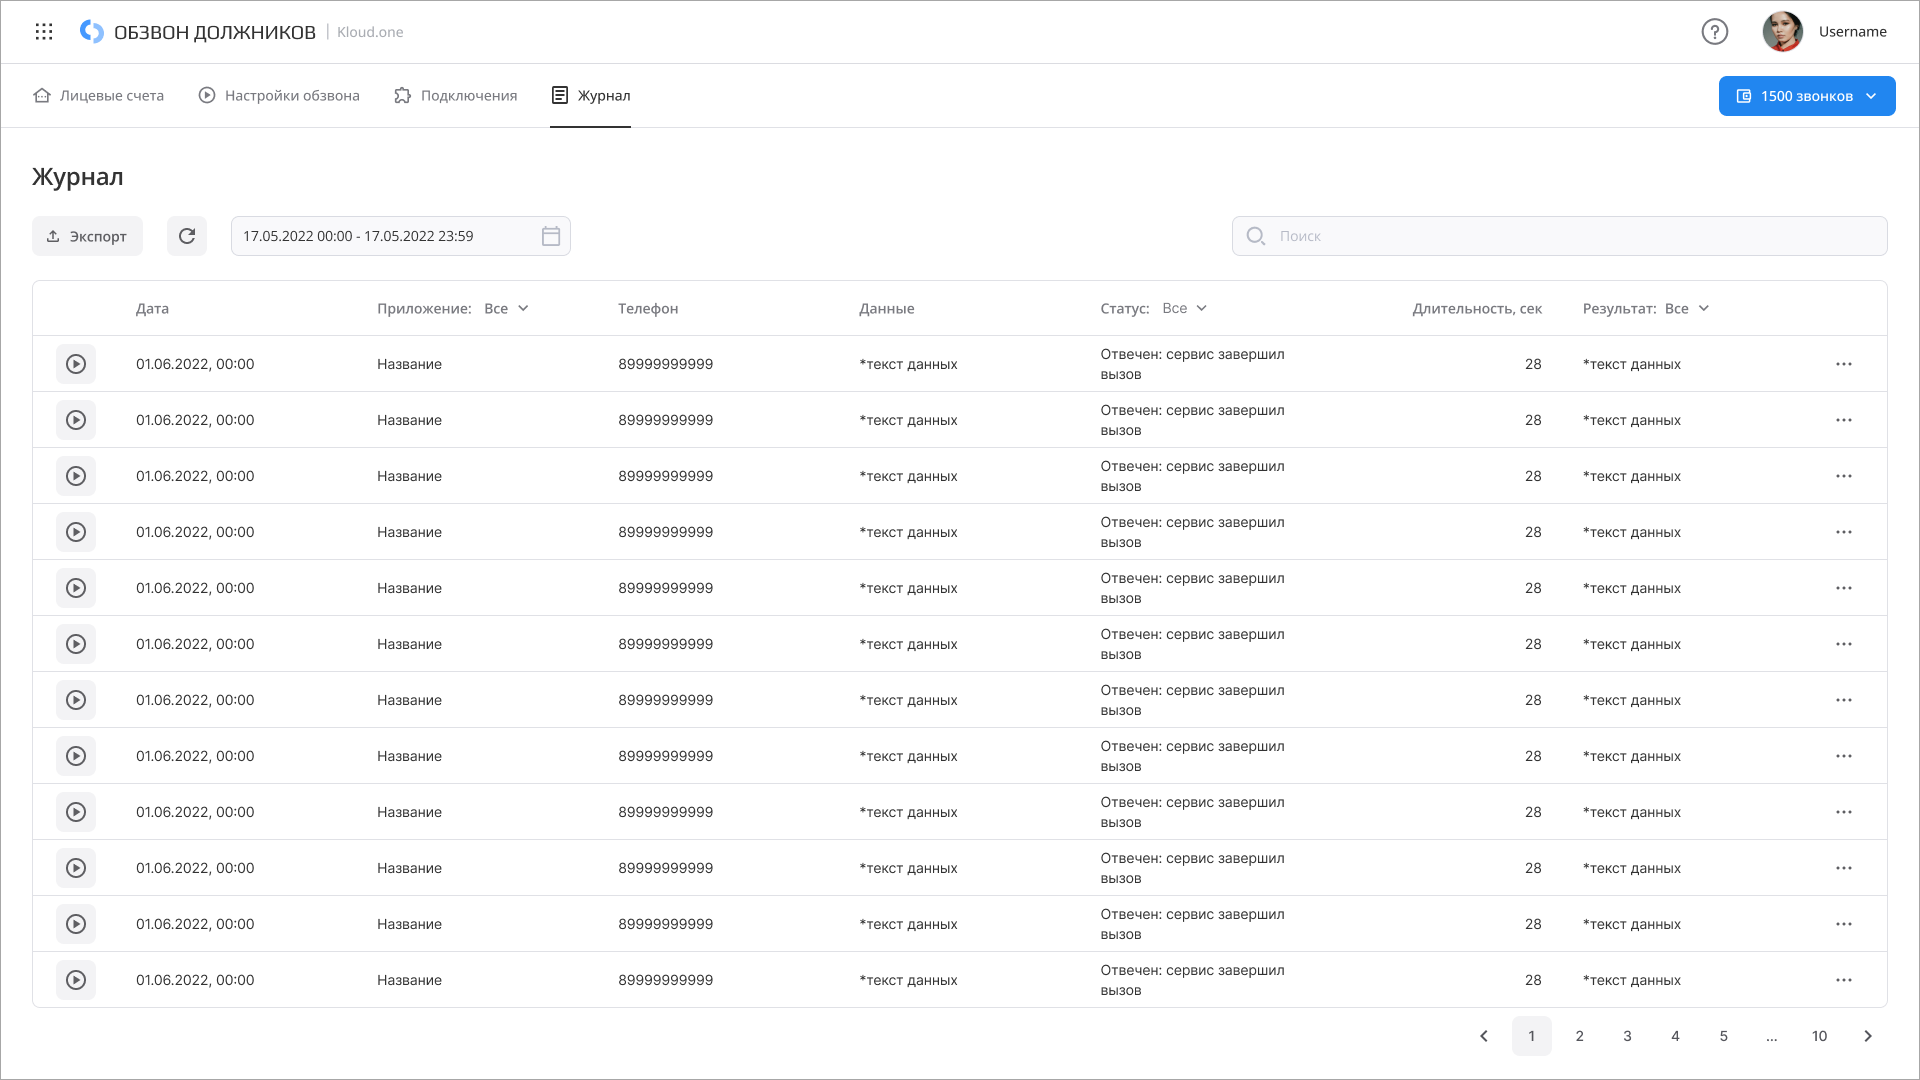 ОБЗВОН ДОЛЖНИКОВ | Kloud.one
Username
Лицевые счета
Настройки обзвона
Подключения
Журнал
1500 звонков
Журнал
Экспорт
17.05.2022 00:00 - 17.05.2022 23:59
Поиск
Дата Приложение: Все Телефон Данные Статус: Все Длительность, сек Результат: Все
01.06.2022, 00:00 Название 89999999999 *текст данных Отвечен: сервис завершил вызов 28 *текст данных ...
01.06.2022, 00:00 Название 89999999999 *текст данных Отвечен: сервис завершил вызов 28 *текст данных ...
01.06.2022, 00:00 Название 89999999999 *текст данных Отвечен: сервис завершил вызов 28 *текст данных ...
01.06.2022, 00:00 Название 89999999999 *текст данных Отвечен: сервис завершил вызов 28 *текст данных ...
01.06.2022, 00:00 Название 89999999999 *текст данных Отвечен: сервис завершил вызов 28 *текст данных ...
01.06.2022, 00:00 Название 89999999999 *текст данных Отвечен: сервис завершил вызов 28 *текст данных ...
01.06.2022, 00:00 Название 89999999999 *текст данных Отвечен: сервис завершил вызов 28 *текст данных ...
01.06.2022, 00:00 Название 89999999999 *текст данных Отвечен: сервис завершил вызов 28 *текст данных ...
01.06.2022, 00:00 Название 89999999999 *текст данных Отвечен: сервис завершил вызов 28 *текст данных ...
01.06.2022, 00:00 Название 89999999999 *текст данных Отвечен: сервис завершил вызов 28 *текст данных ...
01.06.2022, 00:00 Название 89999999999 *текст данных Отвечен: сервис завершил вызов 28 *текст данных ...
01.06.2022, 00:00 Название 89999999999 *текст данных Отвечен: сервис завершил вызов 28 *текст данных ...
1 2 3 4 5 ... 10